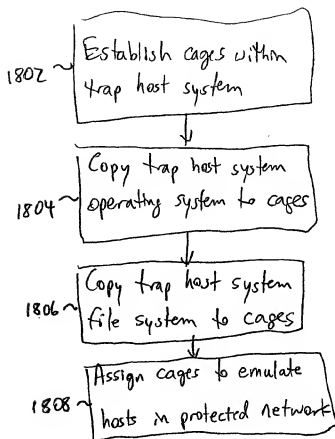 1802
Establish cages within
trap host system
1804
Copy trap host system
operating system to cages
1806
Copy trap host system
file system to cages
1808
Assign cages to emulate
hosts in protected network